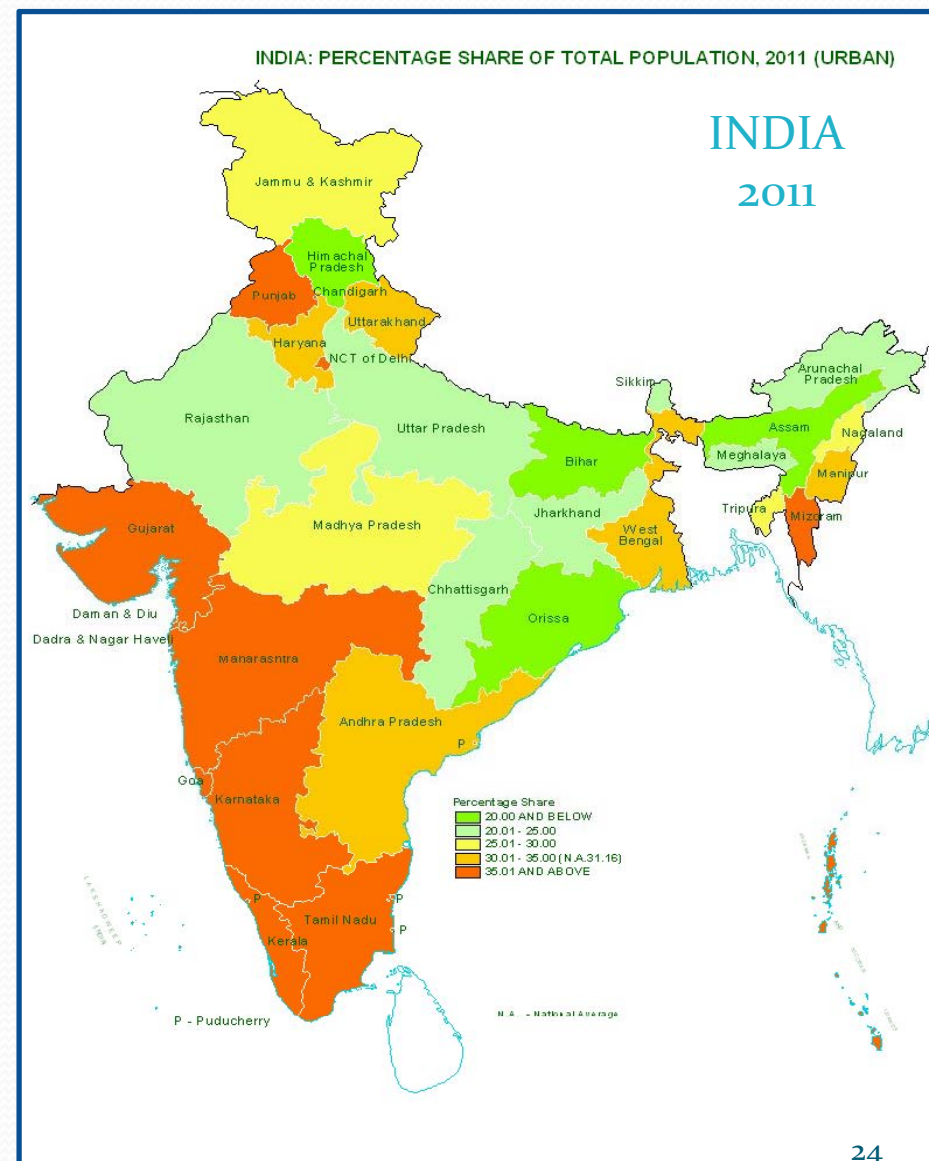 INDIA: PERCENTAGE SHARE OF TOTAL POPULATION, 2011 (URBAN)
INDIA
2011
Jammu & Kashmir
Himachal
Pradesh
Punjab
Chandigarh
Uttarakhand
Haryana
NCT of Delhi
Sikkim
Arunachal
Pradesh
Rajasthan
Uttar Pradesh
Assam
Nagaland
Bihar
Meghalaya
Manipur
Jharkhand
Tripura
Mizoram
Gujarat
Madhya Pradesh
West
Bengal
Chhattisgarh
Daman & Diu
Orissa
Dadra & Nagar Haveli
Maharashtra
Andhra Pradesh
P
Goa
Karnataka
Percentage Share
20.00 AND BELOW
20.01 - 25.00
25.01 - 30.00
30.01 - 35.00 (N.A.31.16)
35.01 AND ABOVE
LAKSHADWEEP
P
P
Tamil Nadu
P
Kerala
P - Puducherry
N.A. - National Average
24